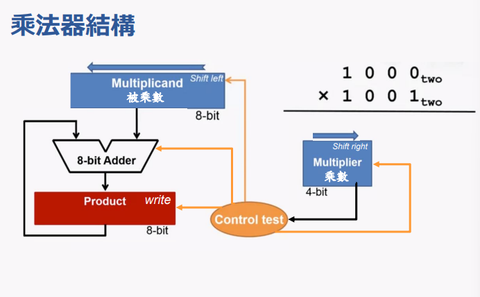 乘法器結構
Shift left
Multiplicand
被乘數
8-bit
1 0 0 0two
× 1 0 0 1two
8-bit Adder
Shift right
Multiplier
乘數
4-bit
Product
write
8-bit
Control test